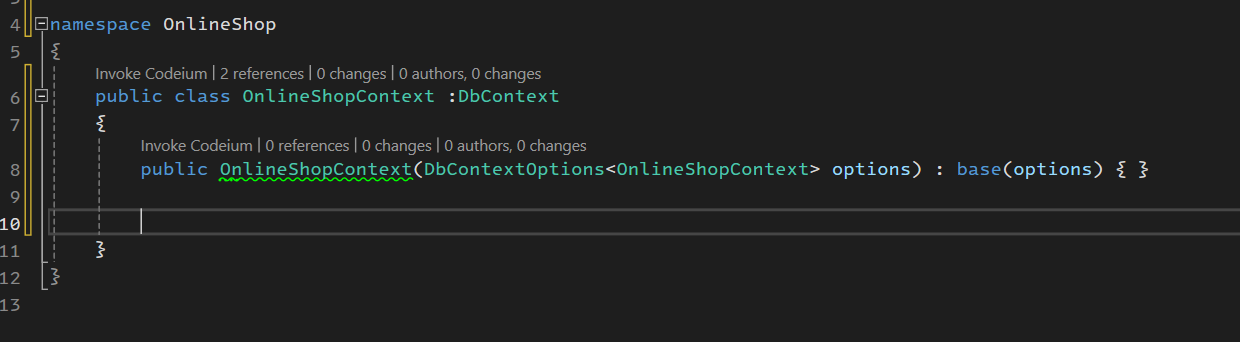 4 namespace OnlineShop
5 {
Invoke Codeium | 2 references | 0 changes | 0 authors, 0 changes
6 public class OnlineShopContext :DbContext
7 {
Invoke Codeium | 0 references | 0 changes | 0 authors, 0 changes
8 public OnlineShopContext(DbContextOptions<OnlineShopContext> options) : base(options) { }
9
10
11 }
12 }
13